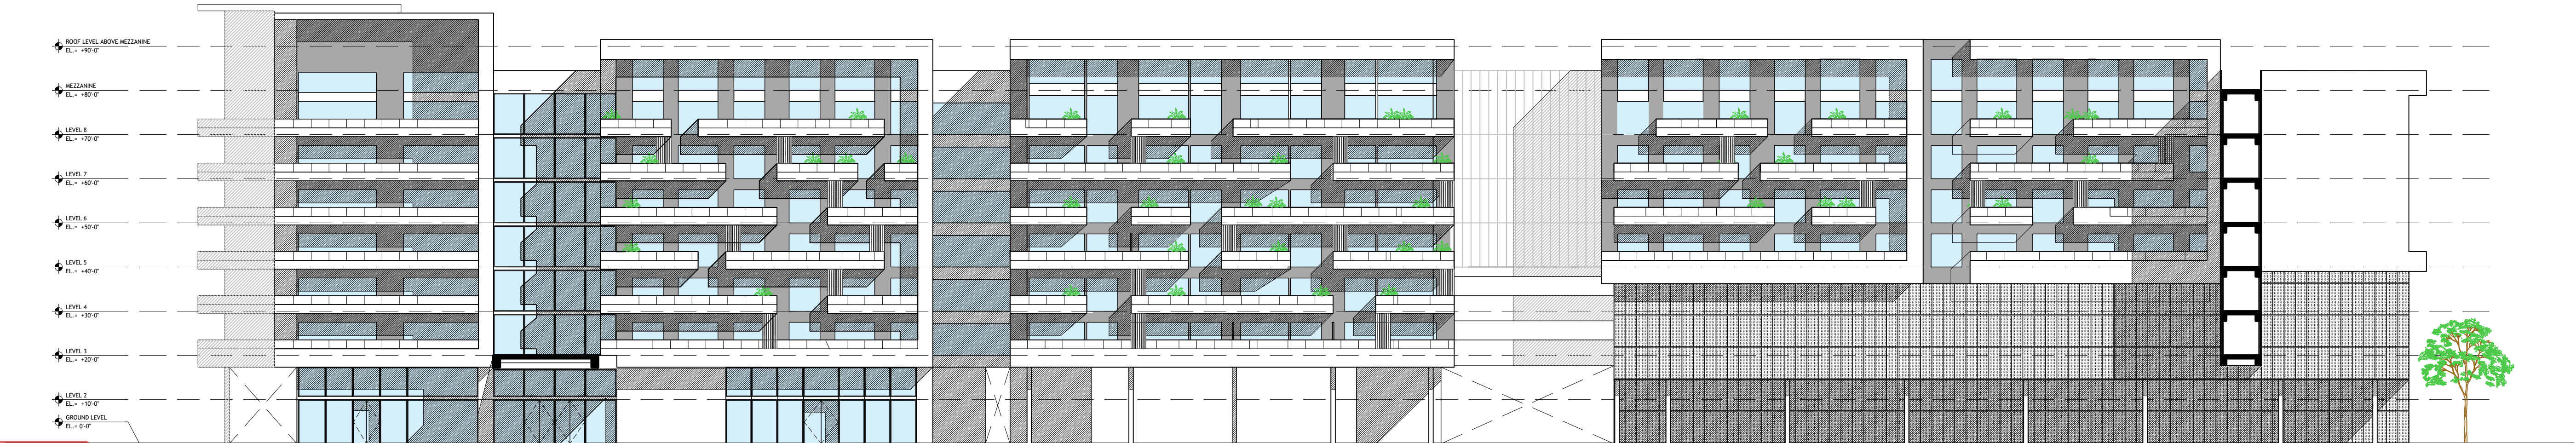 ROOF LEVEL ABOVE MEZZANINE
EL.= +90'-0"
MEZZANINE
EL.= +80'-0"
LEVEL 8
EL.= +70'-0"
LEVEL 7
EL.= +60'-0"
LEVEL 6
EL.= +50'-0"
LEVEL 5
EL.= +40'-0"
LEVEL 4
EL.= +30'-0"
LEVEL 3
EL.= +20'-0"
LEVEL 2
EL.= +10'-0"
GROUND LEVEL
EL.= 0'-0"